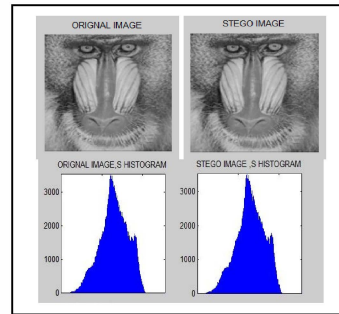 ORIGNAL IMAGE
STEGO IMAGE
ORIGNAL IMAGE,S HISTOGRAM
STEGO IMAGE ,S HISTOGRAM
3000
2000
1000
0
3000
2000
1000
0